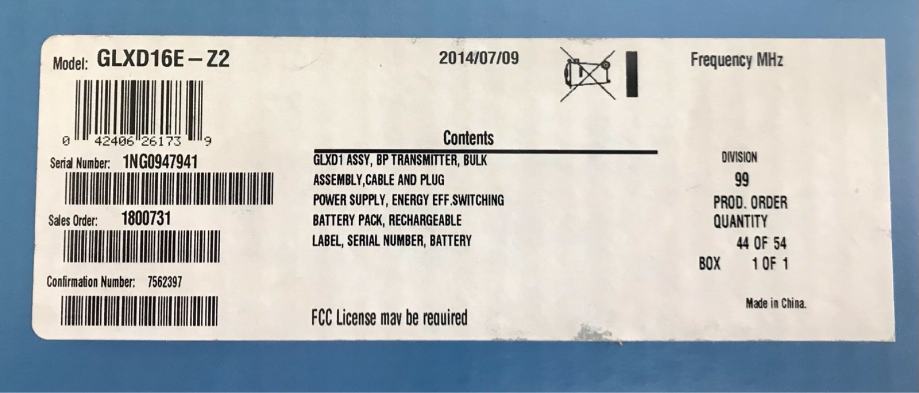 Model: GLXD16E-Z2
0 42406 26173 9
Serial Number: 1NG0947941
Sales Order: 1800731
Confirmation Number: 7562397
2014/07/09
Contents
GLXD1 ASSY, BP TRANSMITTER, BULK
ASSEMBLY,CABLE AND PLUG
POWER SUPPLY, ENERGY EFF.SWITCHING
BATTERY PACK, RECHARGEABLE
LABEL, SERIAL NUMBER, BATTERY
FCC License may be required
Frequency MHz
DIVISION
99
PROD. ORDER
QUANTITY
44 OF 54
BOX 1 OF 1
Made in China.